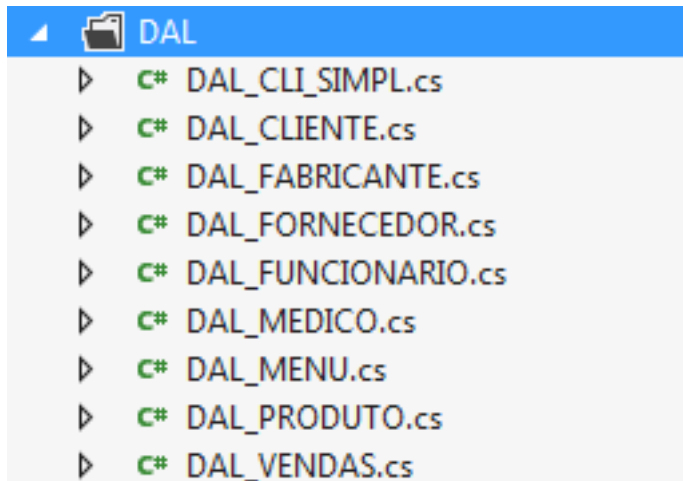 DAL
C# DAL_CLI_SIMPL.cs
C# DAL_CLIENTE.cs
C# DAL_FABRICANTE.cs
C# DAL_FORNECEDOR.cs
C# DAL_FUNCIONARIO.cs
C# DAL_MEDICO.cs
C# DAL_MENU.cs
C# DAL_PRODUTO.cs
C# DAL_VENDAS.cs